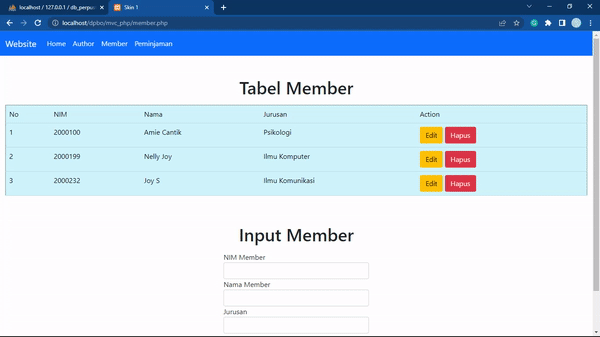 localhost / 127.0.0.1 / db_perpu
Skin 1
localhost/dpbo/mvc_php/member.php
Website Home Author Member Peminjaman
Tabel Member
No NIM Nama Jurusan Action
1 2000100 Amie Cantik Psikologi Edit Hapus
2 2000199 Nelly Joy Ilmu Komputer Edit Hapus
3 2000232 Joy S Ilmu Komunikasi Edit Hapus
Input Member
NIM Member
Nama Member
Jurusan